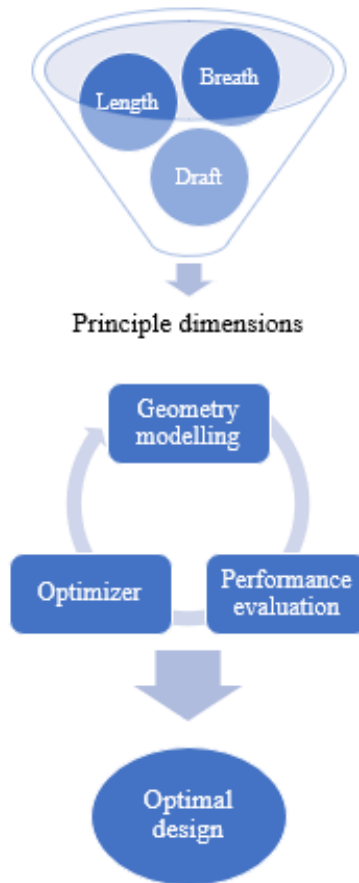 Length
Breath
Draft
Principle dimensions
Geometry
modelling
Optimizer
Performance
evaluation
Optimal
design